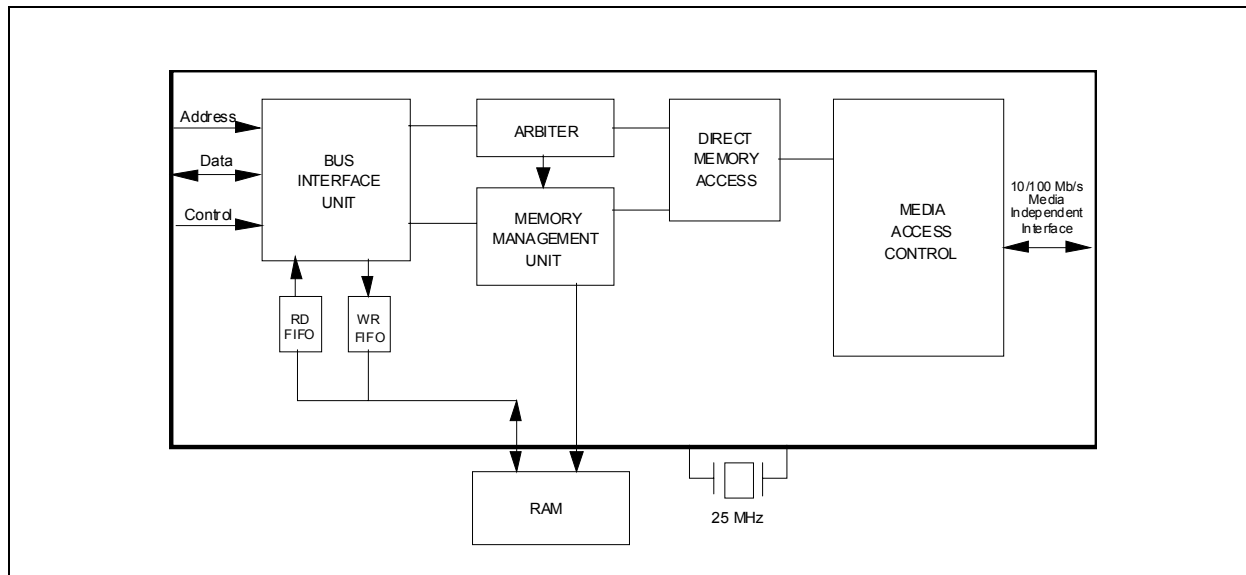 Address
Data
Control
BUS
INTERFACE
UNIT
RD
FIFO
WR
FIFO
ARBITER
MEMORY
MANAGEMENT
UNIT
DIRECT
MEMORY
ACCESS
MEDIA
ACCESS
CONTROL
10/100 Mb/s
Media
Independent
Interface
RAM
25 MHz